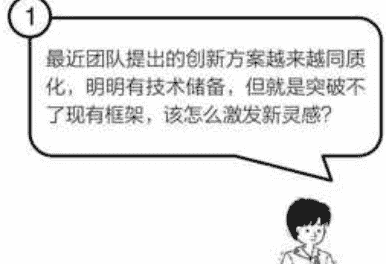 1
最近团队提出的创新方案越来越同质
化，明明有技术储备，但就是突破不
了现有框架，该怎么激发新灵感？